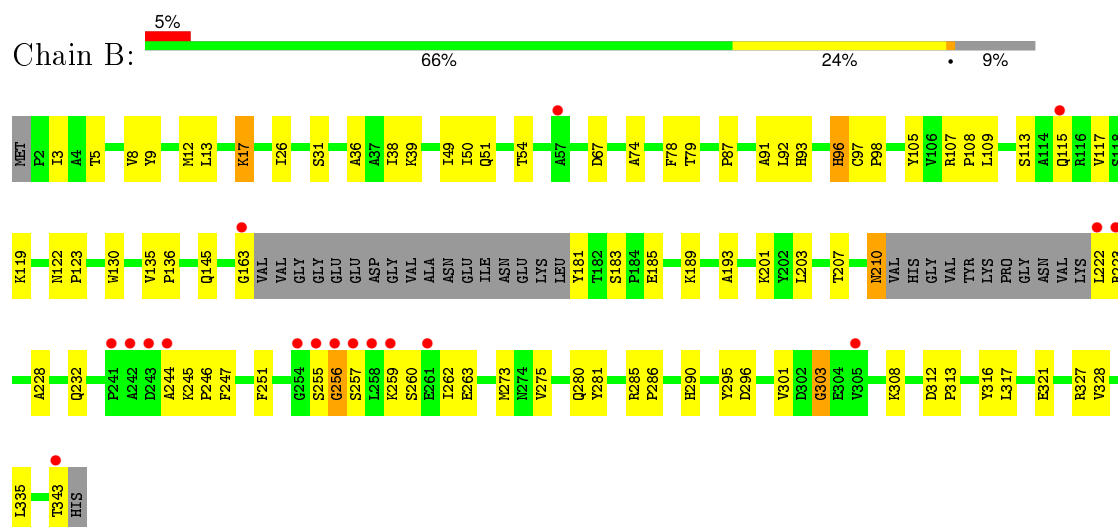 5%
Chain B:
66% 24% • 9%
MET P2 I3 A4 T5 V8 Y9 M12 L13 K17 I26 S31 A36 A37 I38 K39 I49 I50 Q51 T54 A57 D67 A74 F78 T79 P87 A91 L92 H93 H96 C97 P98 Y105 V106 R107 P108 L109 S113 A114 Q115 R116 V117 S118
K119 N122 P123 W130 V135 P136 Q145 G163 VAL VAL GLY GLY GLU GLU ASP GLY VAL ALA ASN GLU ILE ASN GLU LYS LEU Y181 T182 S183 P184 E185 K189 A193 K201 Y202 L203 T207 N210 VAL HIS GLY VAL TYR LYS PRO GLY ASN VAL LYS L222 R223
A228 Q232 P241 A242 D243 A244 K245 P246 F247 F251 G254 S255 G256 S257 L258 K259 S260 E261 I262 E263 M273 N274 V275 Q280 Y281 R285 P286 H290 Y295 D296 V301 D302 G303 E304 V305 K308 D312 P313 Y316 L317 E321 R327 V328
L335 T343 HIS